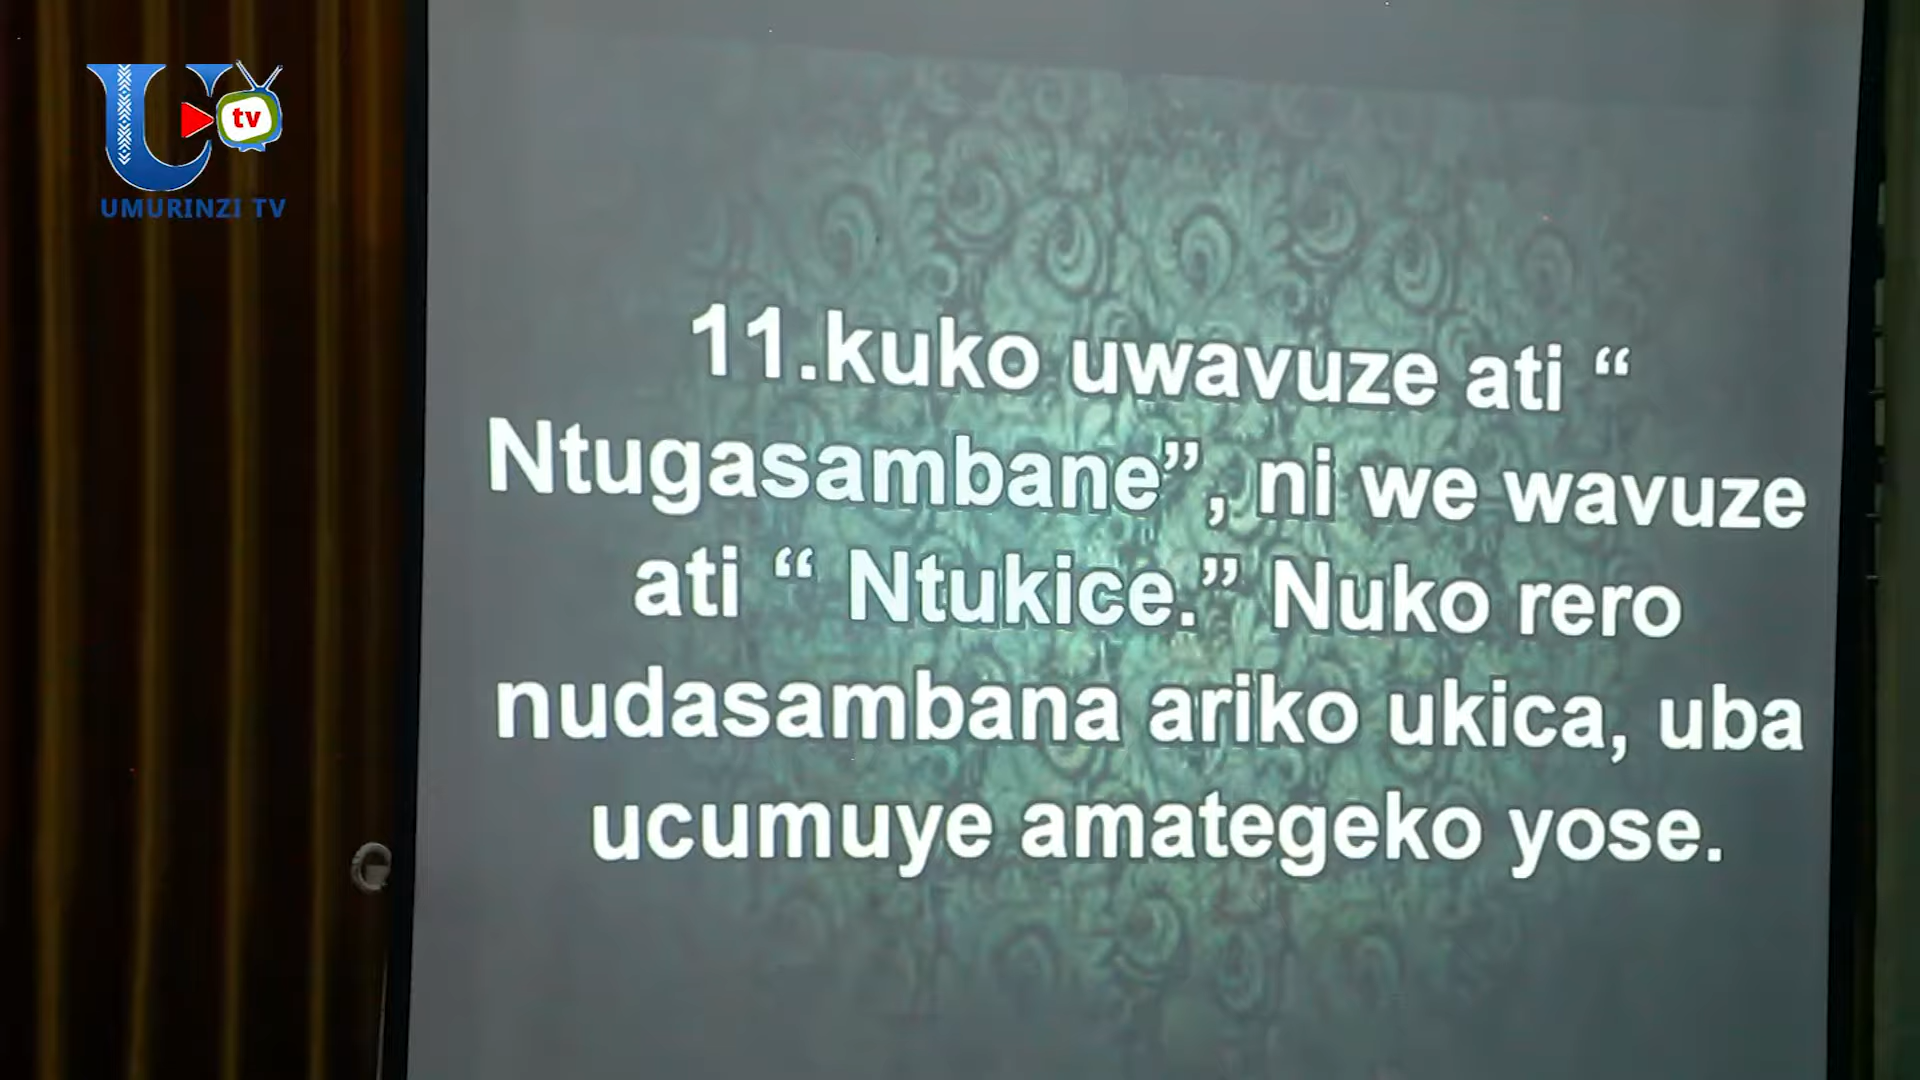 tv
UMURINZI TV
11.kuko uwavuze ati “
Ntugasambane”, ni we wavuze
ati “ Ntukice.” Nuko rero
nudasambana ariko ukica, uba
ucumuye amategeko yose.